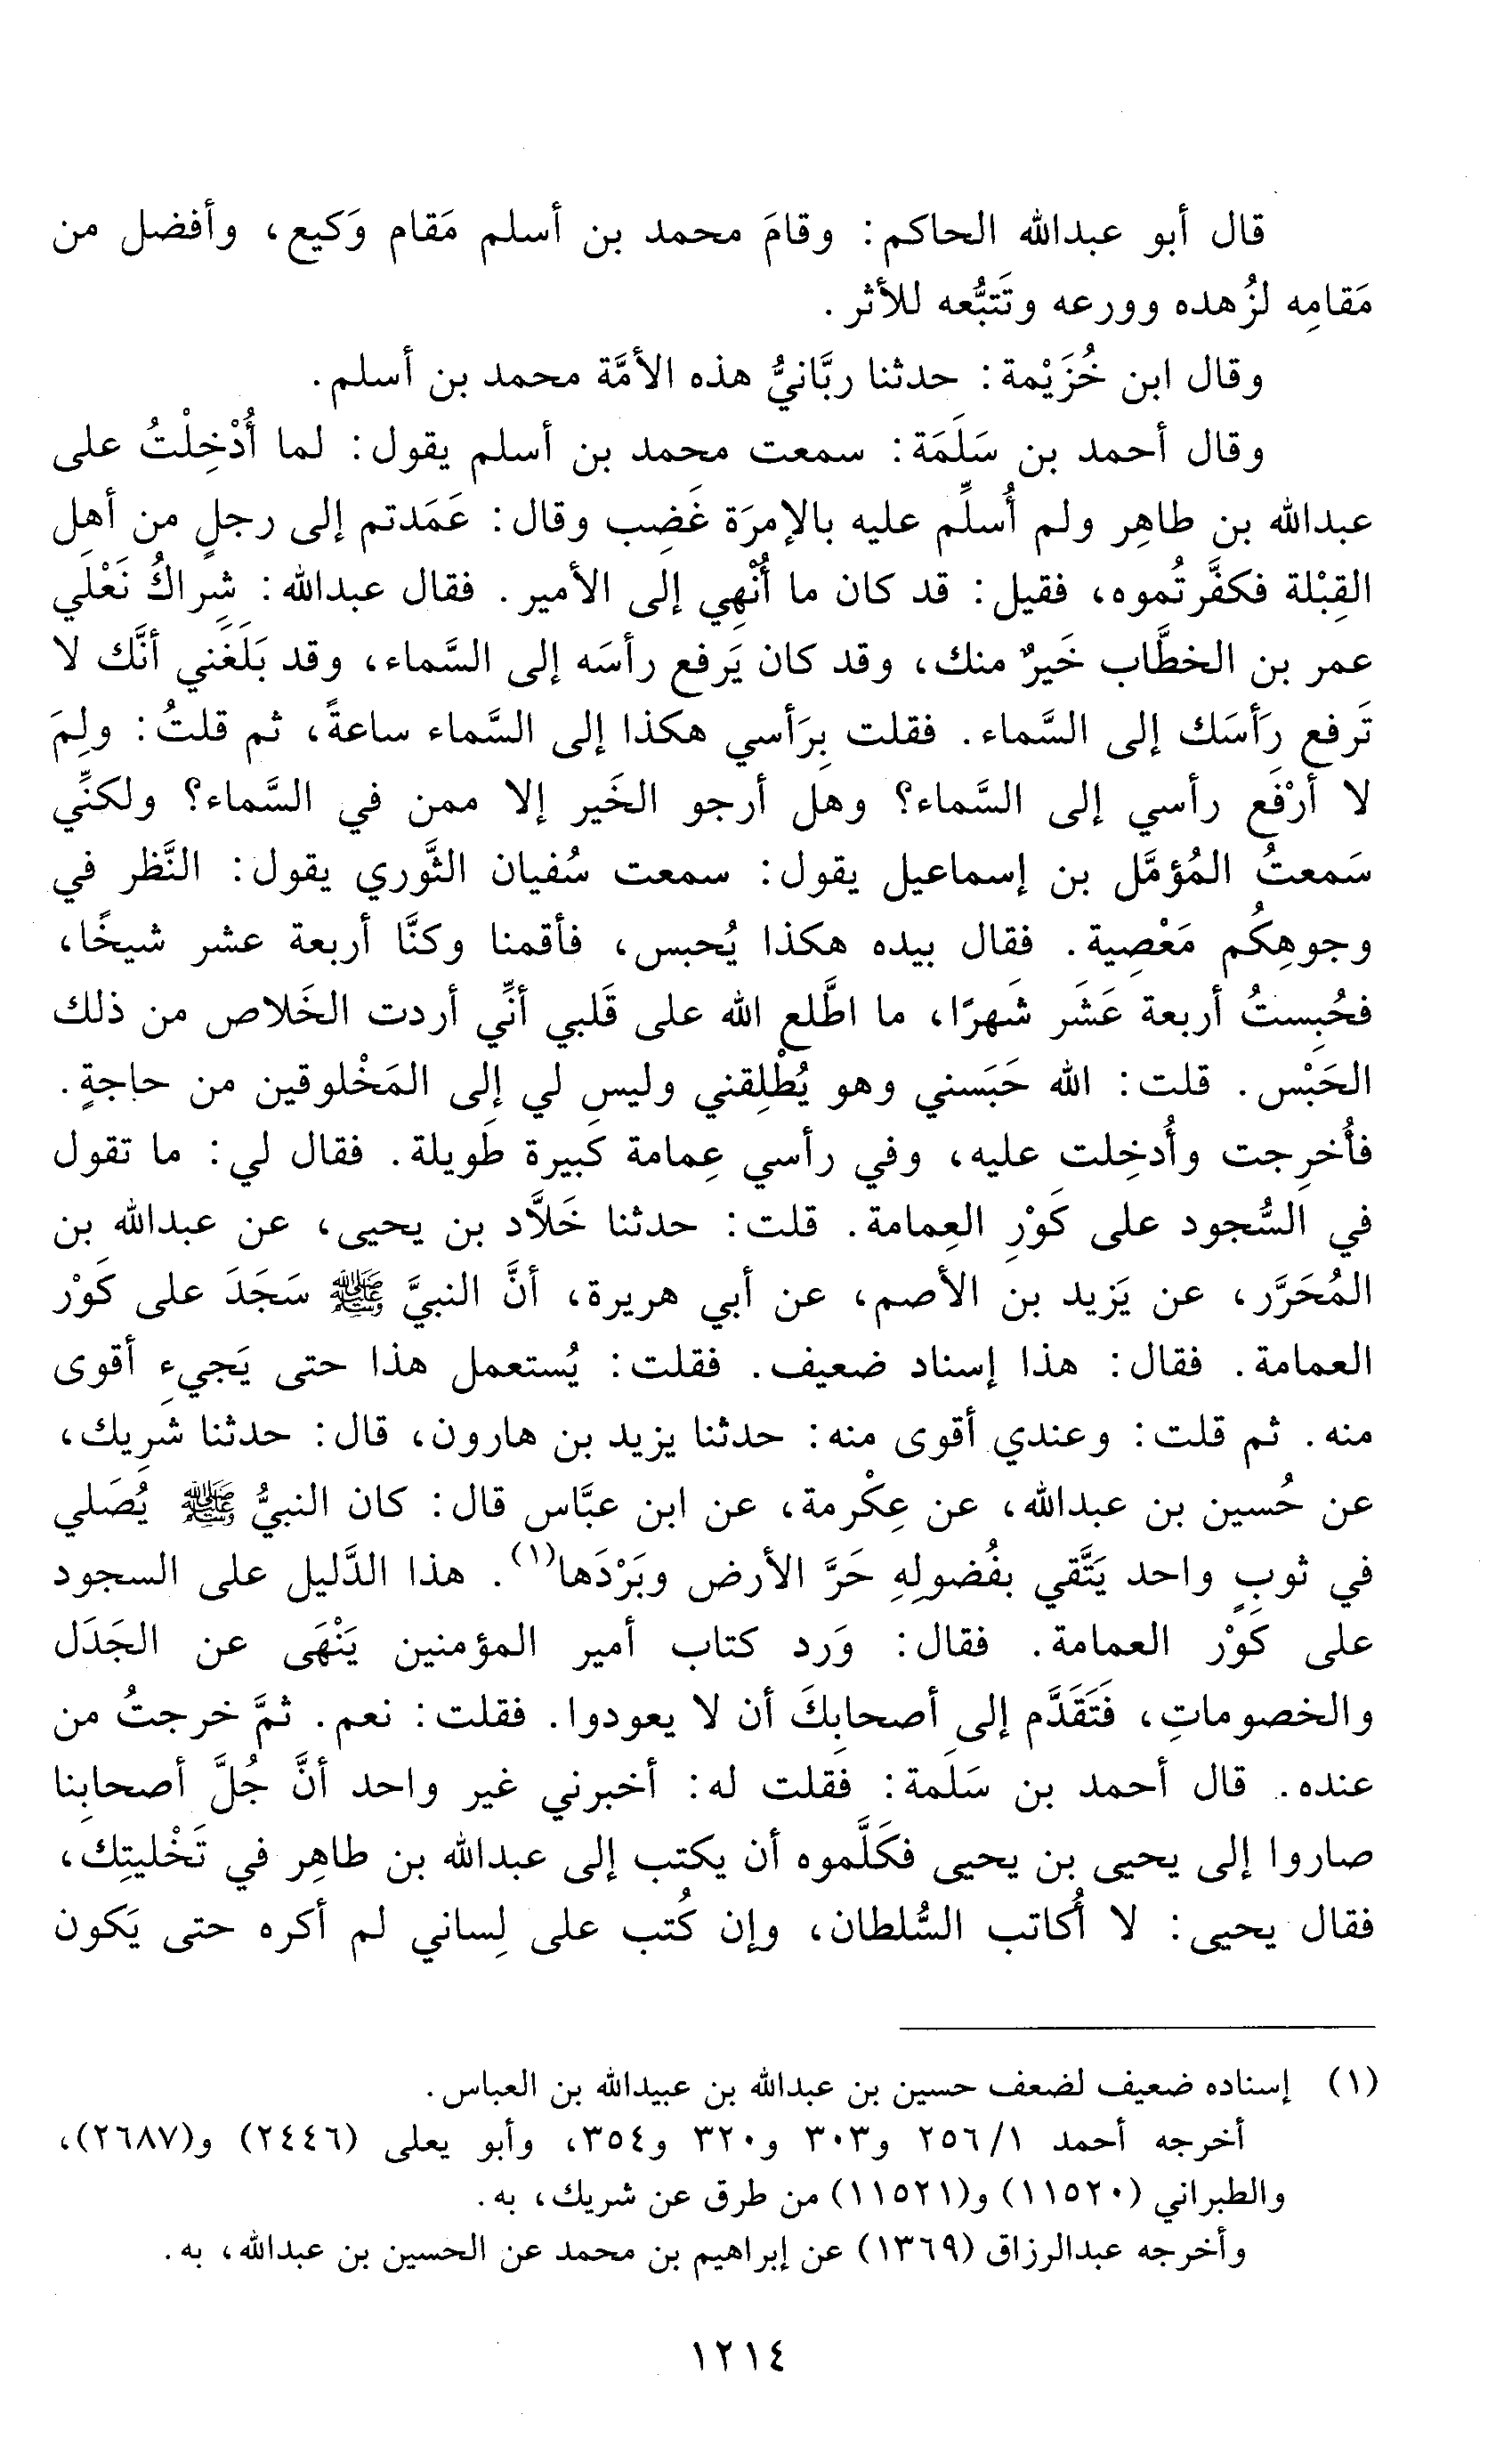 قال أبو عبدالله الحاكم: وقامَ محمد بن أسلم مَقام وَكيع، وأفضل من
مَقامِه لزُهده وورعه وتَتبُّعه للأثر.
وقال ابن خُزَيْمة: حدثنا ربَّانيُّ هذه الأمَّة محمد بن أسلم.
وقال أحمد بن سَلَمَة: سمعت محمد بن أسلم يقول: لما أُدْخِلْتُ على
عبدالله بن طاهِر ولم أُسلِّم عليه بالإمرَة غَضِب وقال: عَمَدتم إلى رجلٍ من أهل
القِبْلة فكفَّرتُموه، فقيل: قد كان ما أُنْهِي إلى الأمير. فقال عبدالله: شِراكُ نَعْلَي
عمر بن الخطَّاب خَيرٌ منك، وقد كان يَرفع رأسَه إلى السَّماء، وقد بَلَغَني أنَّك لا
تَرفع رَأسَك إلى السَّماء. فقلت بِرَأسي هكذا إلى السَّماء ساعةً، ثم قلتُ: ولِمَ
لا أرْفَع رأسي إلى السَّماء؟ وهل أرجو الخَير إلا ممن في السَّماء؟ ولكنِّي
سَمعتُ المُؤمَّل بن إسماعيل يقول: سمعت سُفيان الثَّوري يقول: النَّظر في
وجوهِكُم مَعْصِية. فقال بيده هكذا يُحبس، فأقمنا وكنَّا أربعة عشر شيخًا،
فحُبِستُ أربعة عَشَر شَهرًا، ما اطَّلع الله على قَلبي أنِّي أردت الخَلاص من ذلك
الحَبْس. قلت: الله حَبَسني وهو يُطْلِقني وليس لي إلى المَخْلوقين من حاجةٍ.
فأُخرِجت وأُدخِلت عليه، وفي رأسي عِمامة كَبيرة طَويلة. فقال لي: ما تقول
في السُّجود على كَوْرِ العِمامة. قلت: حدثنا خَلاَّد بن يحيى، عن عبدالله بن
المُحَرَّر، عن يَزيد بن الأصم، عن أبي هريرة، أنَّ النبيَّ ﷺ سَجَدَ على كَوْر
العمامة. فقال: هذا إسناد ضعيف. فقلت: يُستعمل هذا حتى يَجيء أقوى
منه. ثم قلت: وعندي أقوى منه: حدثنا يزيد بن هارون، قال: حدثنا شَرِيك،
عن حُسين بن عبدالله، عن عِكْرمة، عن ابن عبَّاس قال: كان النبيُّ ﷺ يُصَلي
في ثوبٍ واحد يَتَّقي بفُضولِهِ حَرَّ الأرض وبَرْدَها(١). هذا الدَّليل على السجود
على كَوْر العمامة. فقال: وَرد كتاب أمير المؤمنين يَنْهَى عن الجَدَل
والخصوماتِ، فَتَقَدَّم إلى أصحابِكَ أن لا يعودوا. فقلت: نعم. ثمَّ خرجتُ من
عنده. قال أحمد بن سَلَمة: فقلت له: أخبرني غير واحد أنَّ جُلَّ أصحابِنا
صاروا إلى يحيى بن يحيى فكَلَّموه أن يكتب إلى عبدالله بن طاهِر في تَخْليتِك،
فقال يحيى: لا أُكاتب السُّلطان، وإن كُتب على لِساني لم أكره حتى يَكون
(١) إسناده ضعيف لضعف حسين بن عبدالله بن عبيدالله بن العباس.
أخرجه أحمد ١/ ٢٥٦ و٣٠٣ و٣٢٠ و٣٥٤، وأبو يعلى (٢٤٤٦) و(٢٦٨٧)،
والطبراني (١١٥٢٠) و(١١٥٢١) من طرق عن شريك، به.
وأخرجه عبدالرزاق (١٣٦٩) عن إبراهيم بن محمد عن الحسين بن عبدالله، به.
١٢١٤